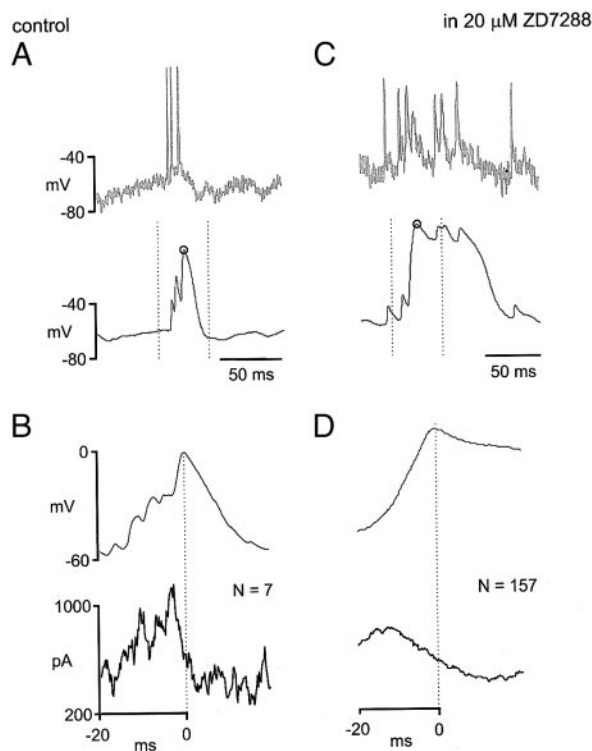 control
in 20 μM ZD7288
A
C
-40
mV
-80
-40
mV
-80
50 ms
50 ms
B
D
0
mV
-60
N = 7
N = 157
1000
pA
200
-20
0
ms
-20
0
ms